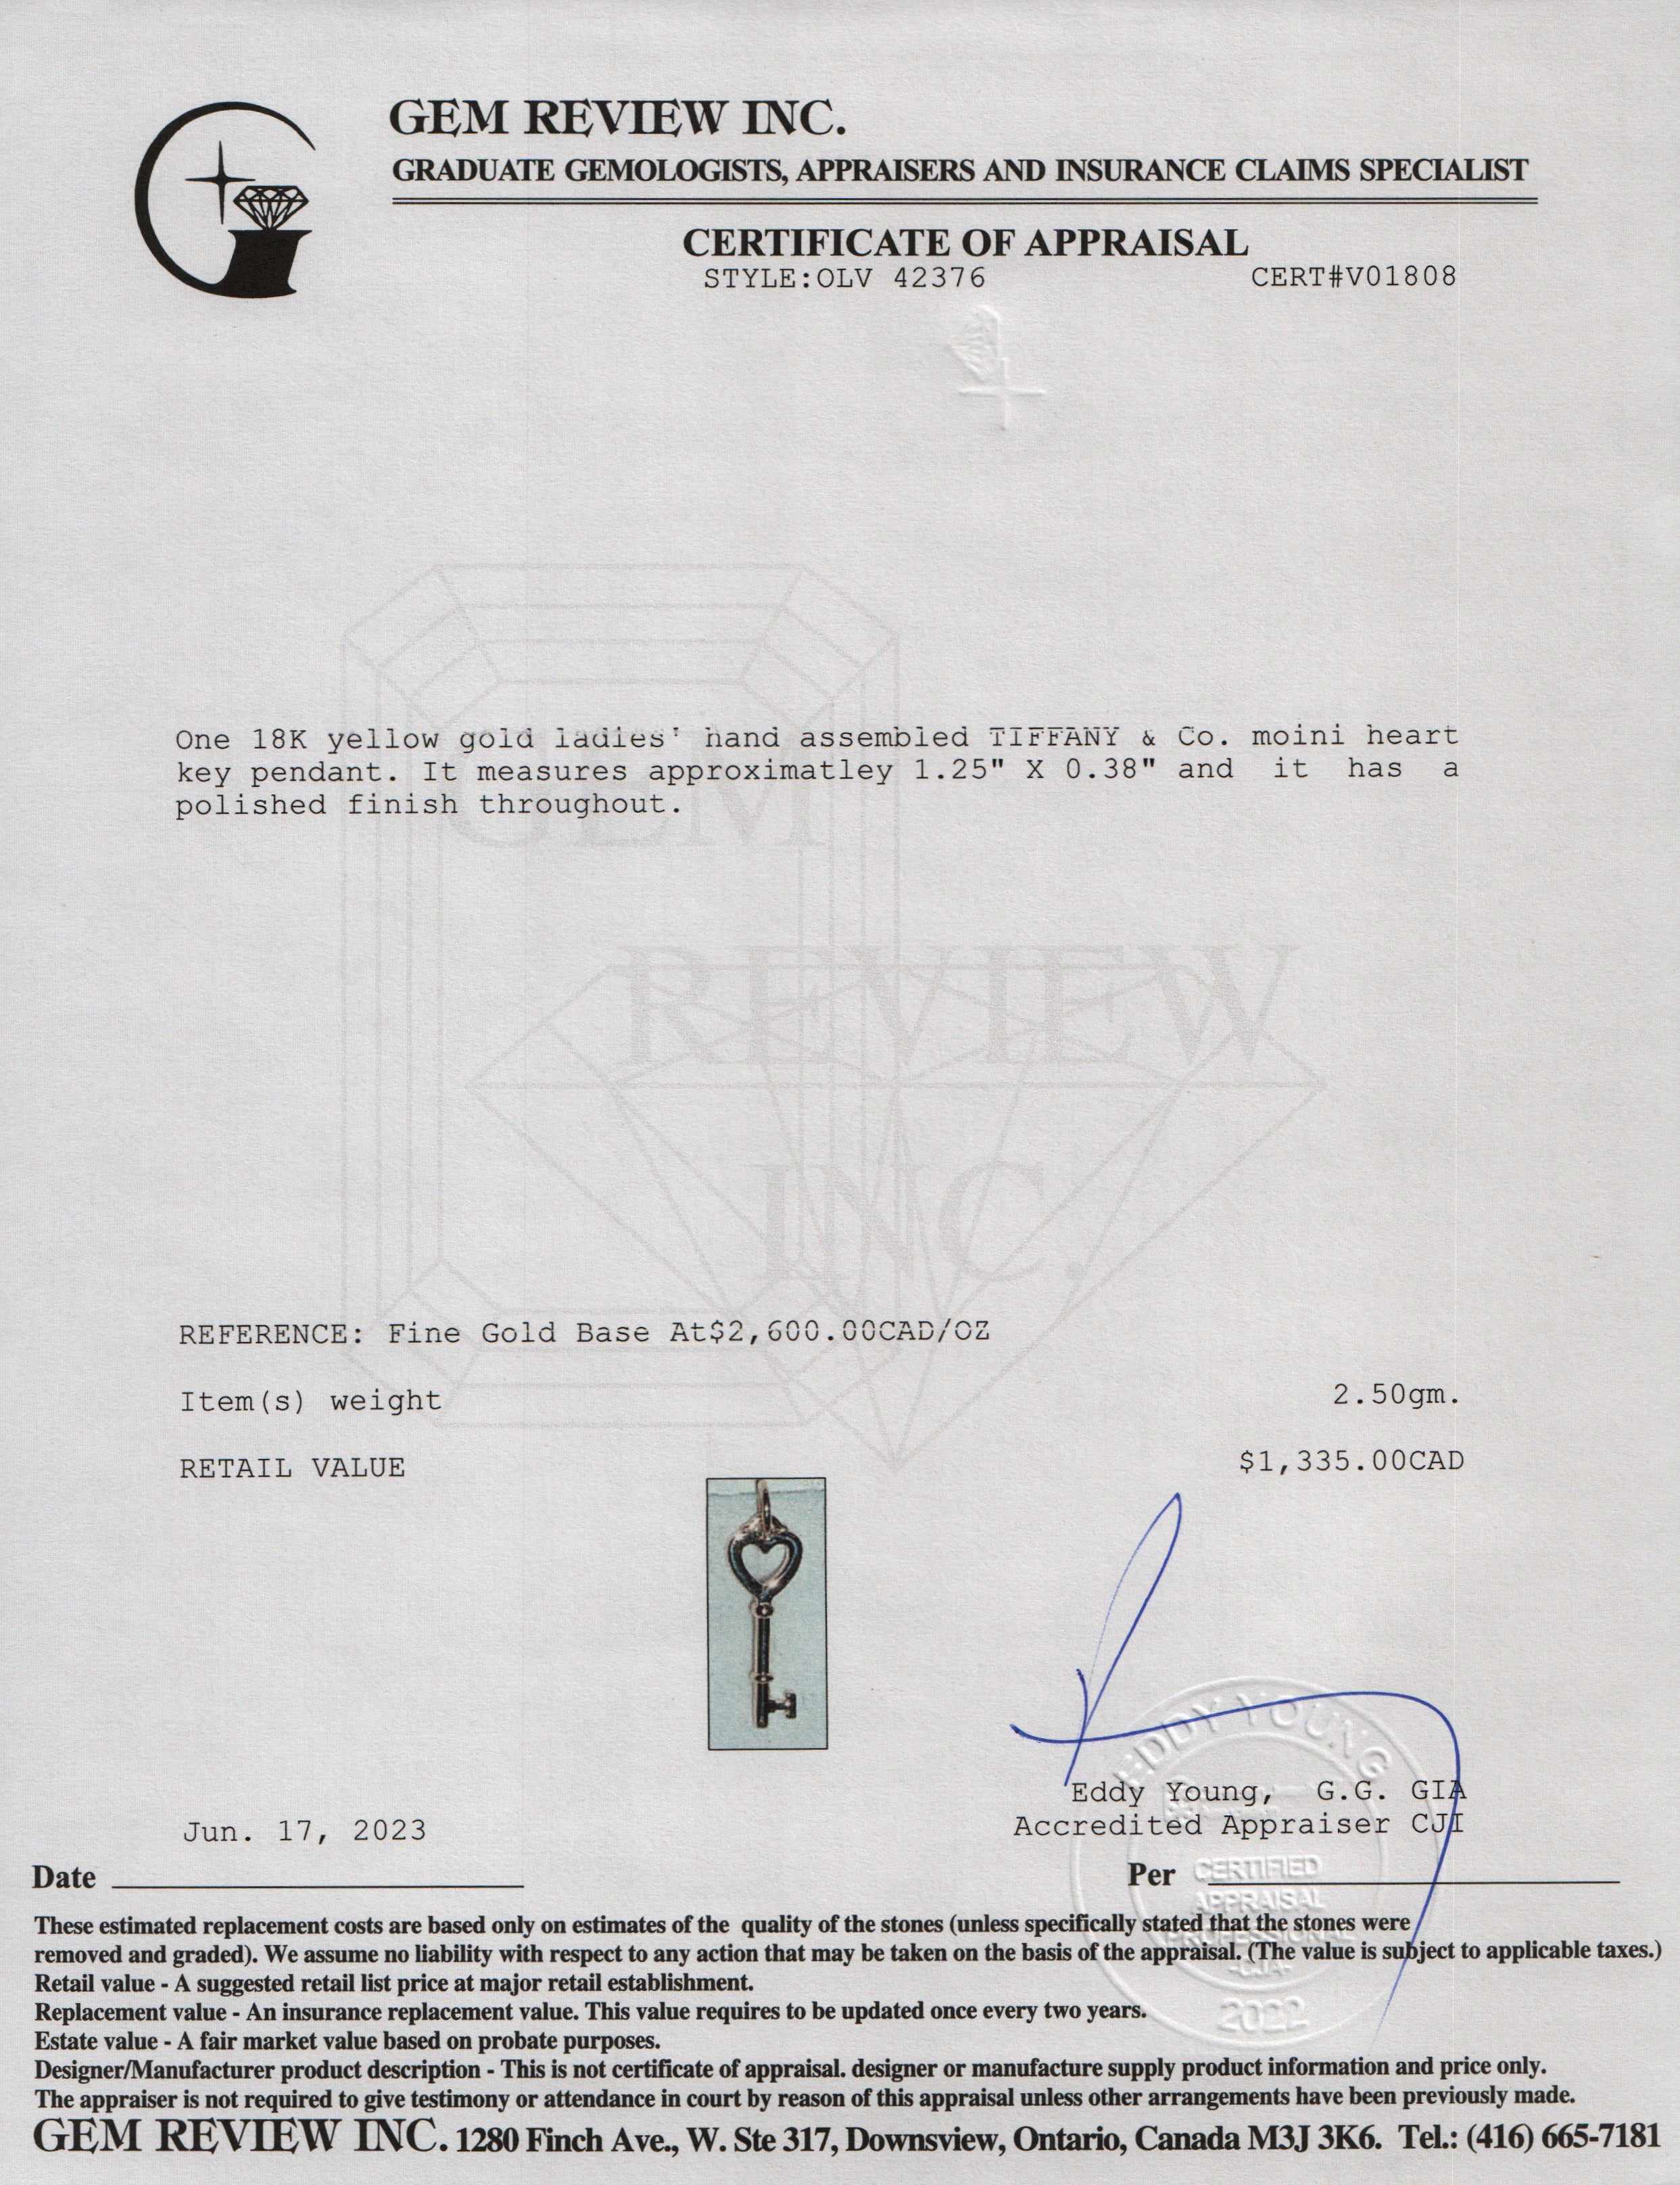 GEM REVIEW INC.
GRADUATE GEMOLOGISTS, APPRAISERS AND INSURANCE CLAIMS SPECIALIST
CERTIFICATE OF APPRAISAL
STYLE:OLV 42376 CERT#V01808
One 18K yellow gold ladies' hand assembled TIFFANY & Co. moini heart
key pendant. It measures approximatley 1.25" X 0.38" and it has a
polished finish throughout.
GEM
REVIEW
INC.
REFERENCE: Fine Gold Base At$2,600.00CAD/OZ
Item(s) weight 2.50gm.
RETAIL VALUE $1,335.00CAD
EDDY YOUNG
Eddy Young, G.G. GIA
Accredited Appraiser CJI
Jun. 17, 2023
Date
Per
CERTIFIED
APPRAISAL
PROFESSIONAL
2022
These estimated replacement costs are based only on estimates of the quality of the stones (unless specifically stated that the stones were
removed and graded). We assume no liability with respect to any action that may be taken on the basis of the appraisal. (The value is subject to applicable taxes.)
Retail value - A suggested retail list price at major retail establishment.
Replacement value - An insurance replacement value. This value requires to be updated once every two years.
Estate value - A fair market value based on probate purposes.
Designer/Manufacturer product description - This is not certificate of appraisal. designer or manufacture supply product information and price only.
The appraiser is not required to give testimony or attendance in court by reason of this appraisal unless other arrangements have been previously made.
GEM REVIEW INC. 1280 Finch Ave., W. Ste 317, Downsview, Ontario, Canada M3J 3K6. Tel.: (416) 665-7181